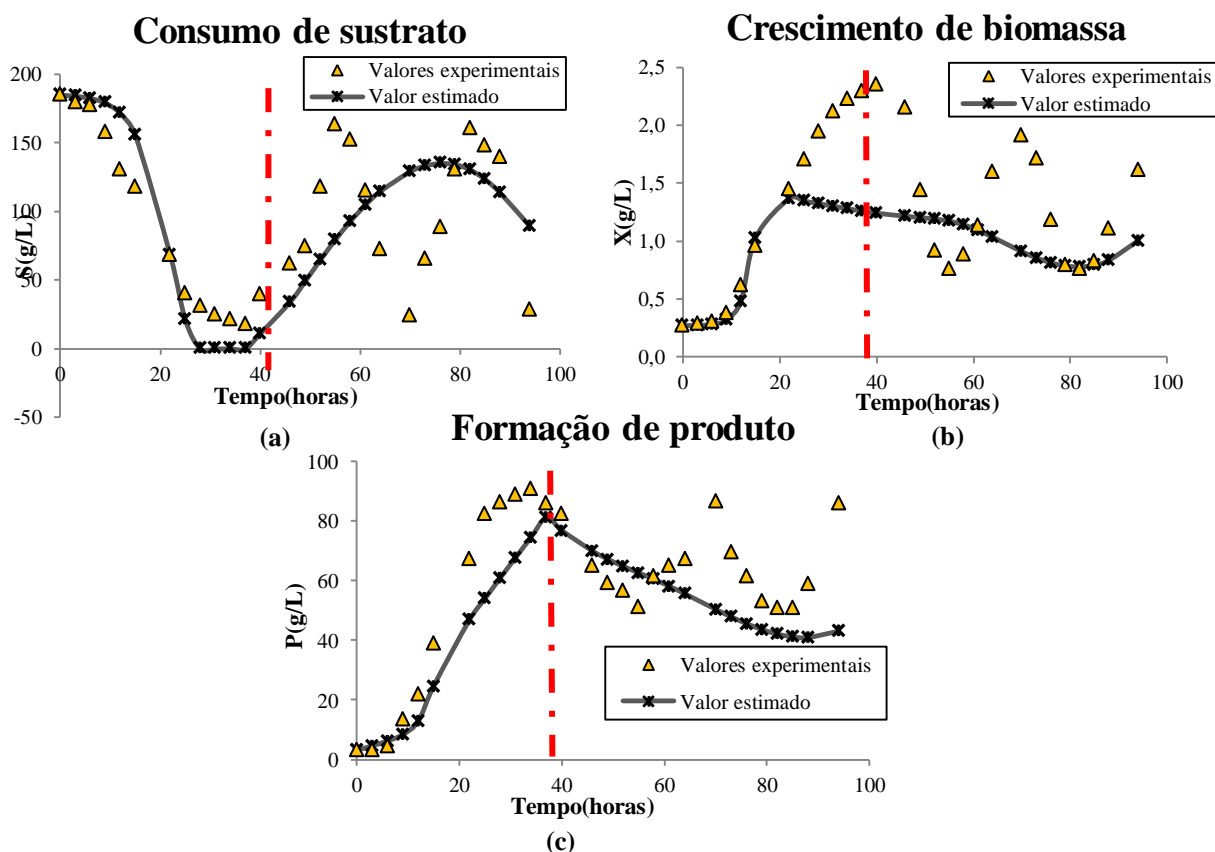 Consumo de sustrato
Valores experimentais
Valor estimado
200
150
100
50
0
-50
S(g/L)
0
20
40
60
80
100
Tempo(horas)
(a)
Crescimento de biomassa
Valores experimentais
Valor estimado
2,5
2,0
1,5
1,0
0,5
0,0
X(g/L)
0
20
40
60
80
100
Tempo(horas)
(b)
Formação de produto
100
80
60
40
20
0
P(g/L)
Valores experimentais
Valor estimado
0
20
40
60
80
100
Tempo(horas)
(c)